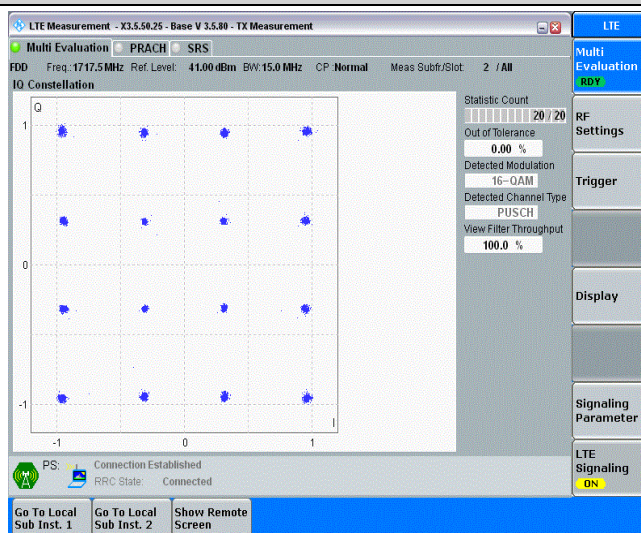 LTE Measurement - X3.5.50.25 - Base V 3.5.80 - TX Measurement
LTE
Multi Evaluation PRACH SRS
FDD Freq.:1717.5 MHz Ref. Level: 41.00 dBm BW:15.0 MHz CP :Normal Meas Subfr./Slot: 2 / All
IQ Constellation
Q
1
0
-1
-1 0 1
I
Statistic Count
20 / 20
Out of Tolerance
0.00 %
Detected Modulation
16-QAM
Detected Channel Type
PUSCH
View Filter Throughput
100.0 %
PS: Connection Established
RRC State: Connected
Multi
Evaluation
RDY
RF
Settings
Trigger
Display
Signaling
Parameter
LTE
Signaling
ON
Go To Local
Sub Inst. 1
Go To Local
Sub Inst. 2
Show Remote
Screen